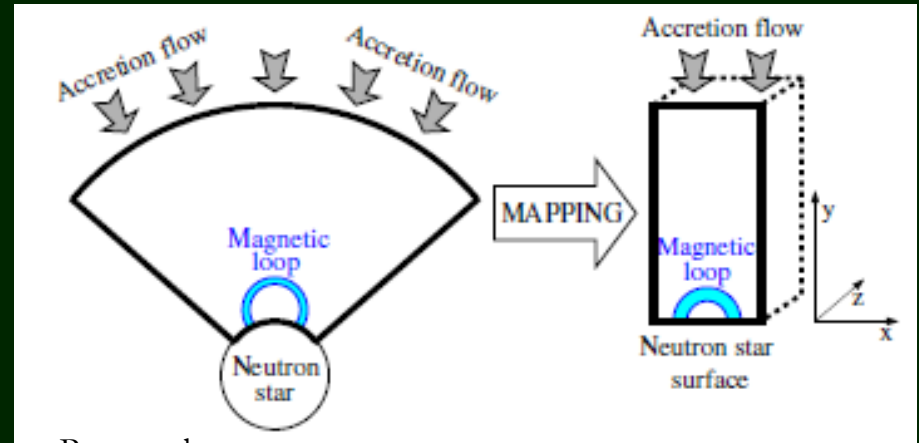 Accretion flow
Accretion flow
Magnetic
loop
Neutron
star
MAPPING
Accretion flow
Magnetic
loop
y
z
x
Neutron star
surface